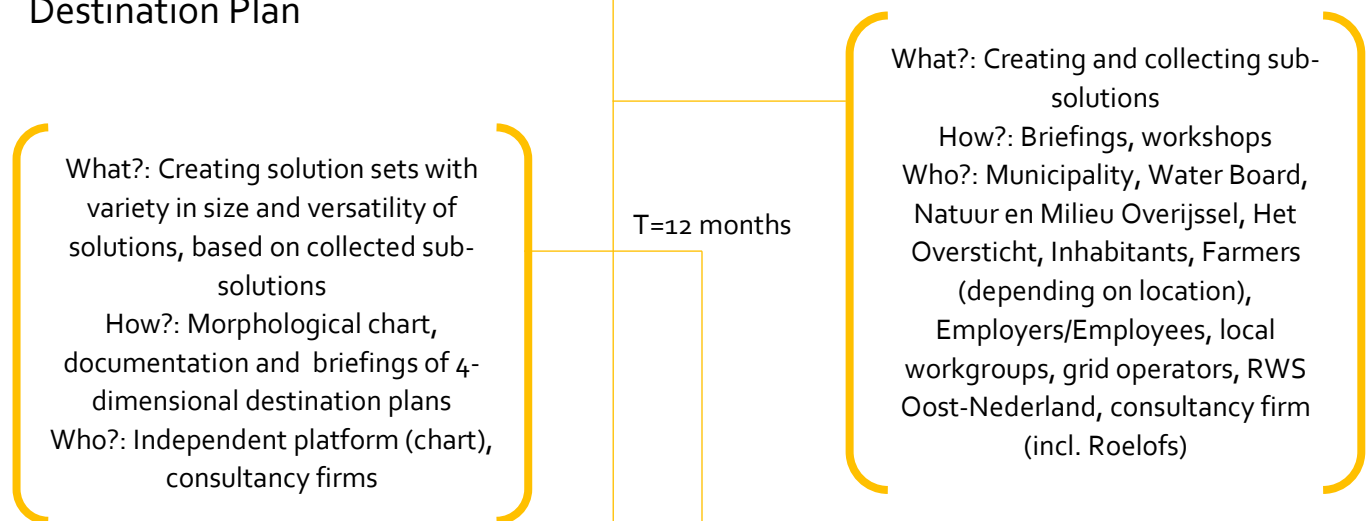 Destination Plan
What?: Creating and collecting sub-
solutions
How?: Briefings, workshops
Who?: Municipality, Water Board,
Natuur en Milieu Overijssel, Het
Oversticht, Inhabitants, Farmers
(depending on location),
Employers/Employees, local
workgroups, grid operators, RWS
Oost-Nederland, consultancy firm
(incl. Roelofs)
What?: Creating solution sets with
variety in size and versatility of
solutions, based on collected sub-
solutions
How?: Morphological chart,
documentation and briefings of 4-
dimensional destination plans
Who?: Independent platform (chart),
consultancy firms
T=12 months